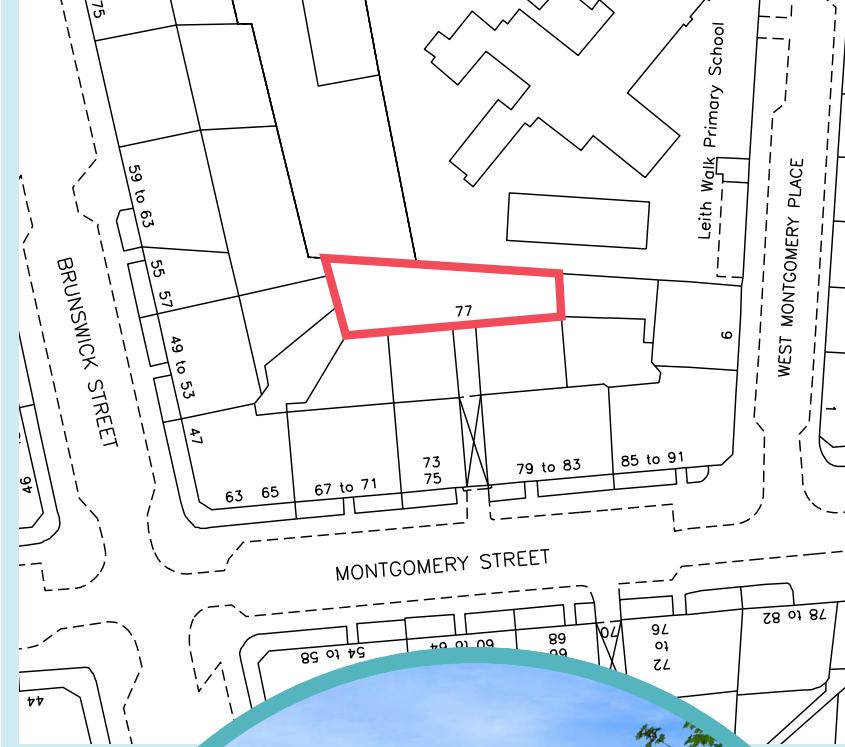 75
Leith Walk Primary School
59 to 63
WEST MONTGOMERY PLACE
BRUNSWICK STREET
55 57
77
49 to 53
6
47
1
73
75
79 to 83
85 to 91
63 65
67 to 71
46
MONTGOMERY STREET
54 to 58
60 to 64
68
66
70
76
to
72
78 to 82
44